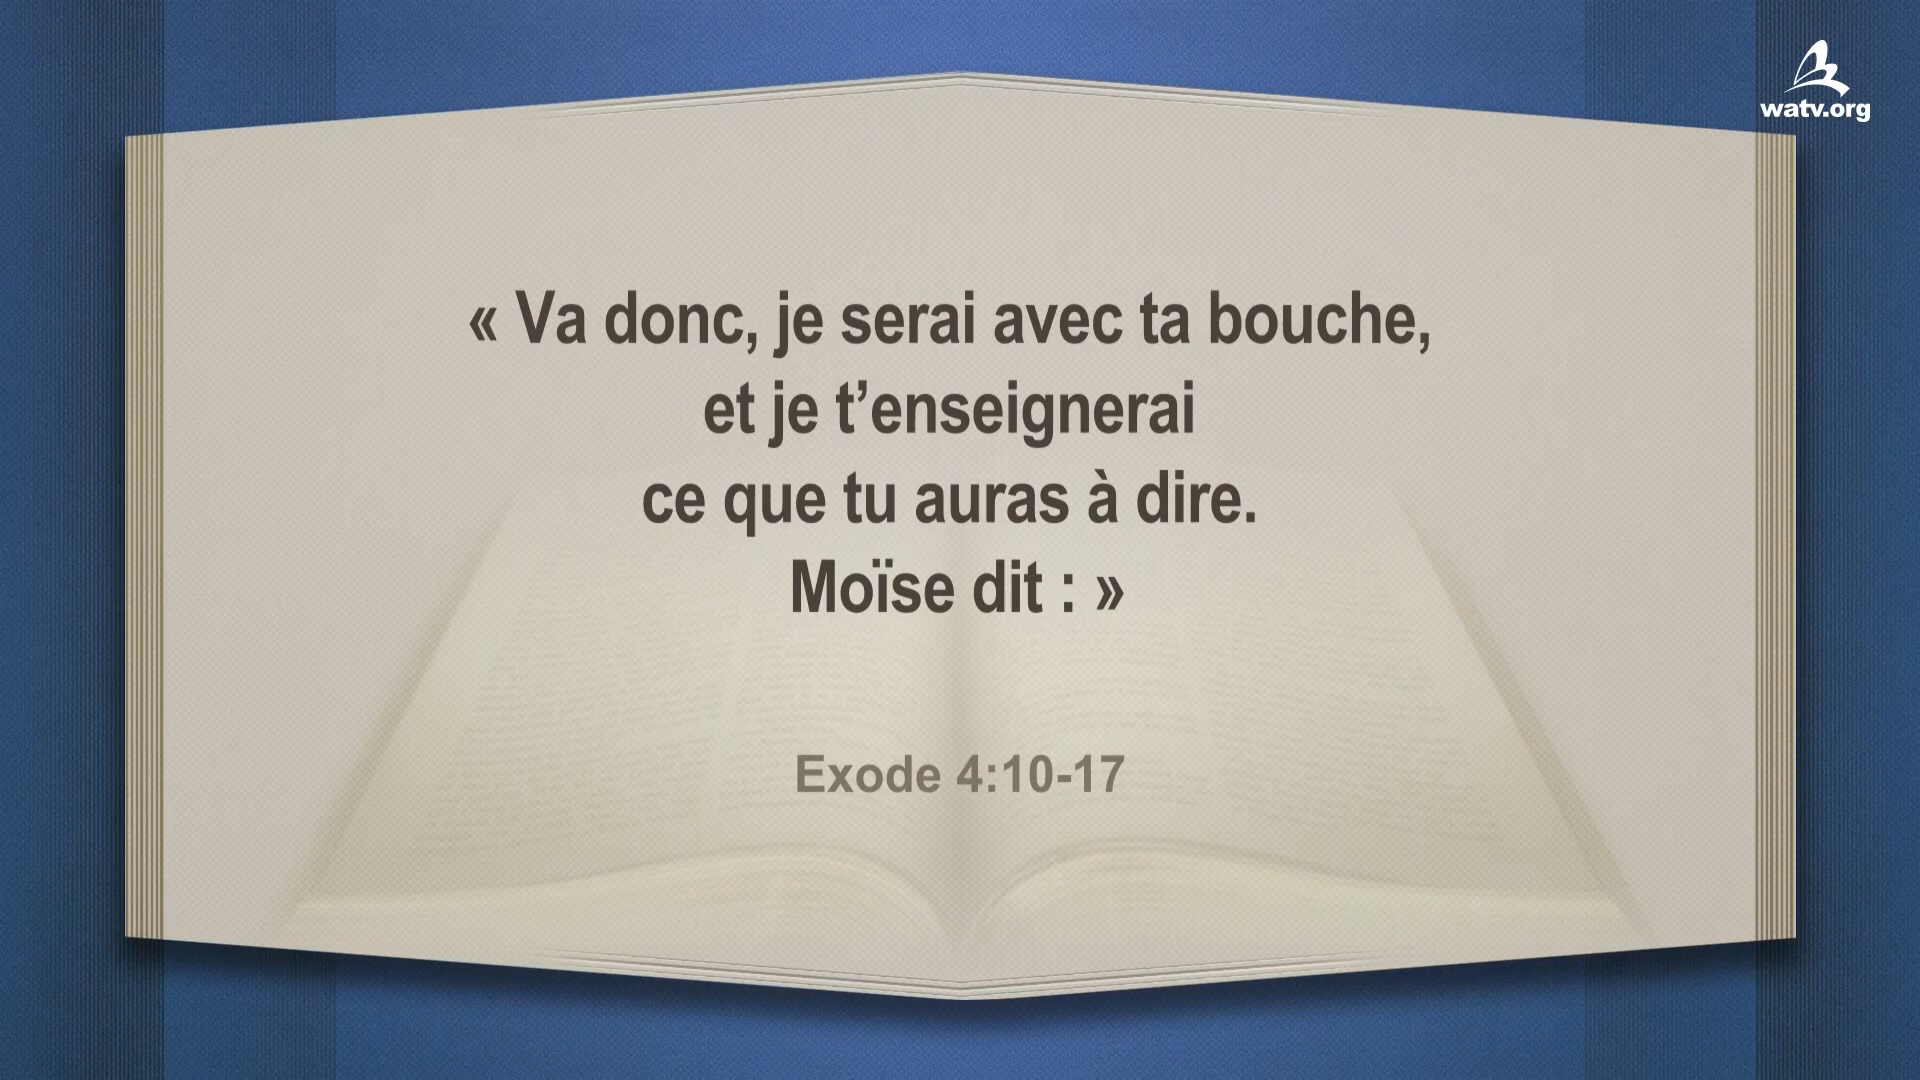 watv.org
« Va donc, je serai avec ta bouche,
et je t’enseignerai
ce que tu auras à dire.
Moïse dit : »
Exode 4:10-17